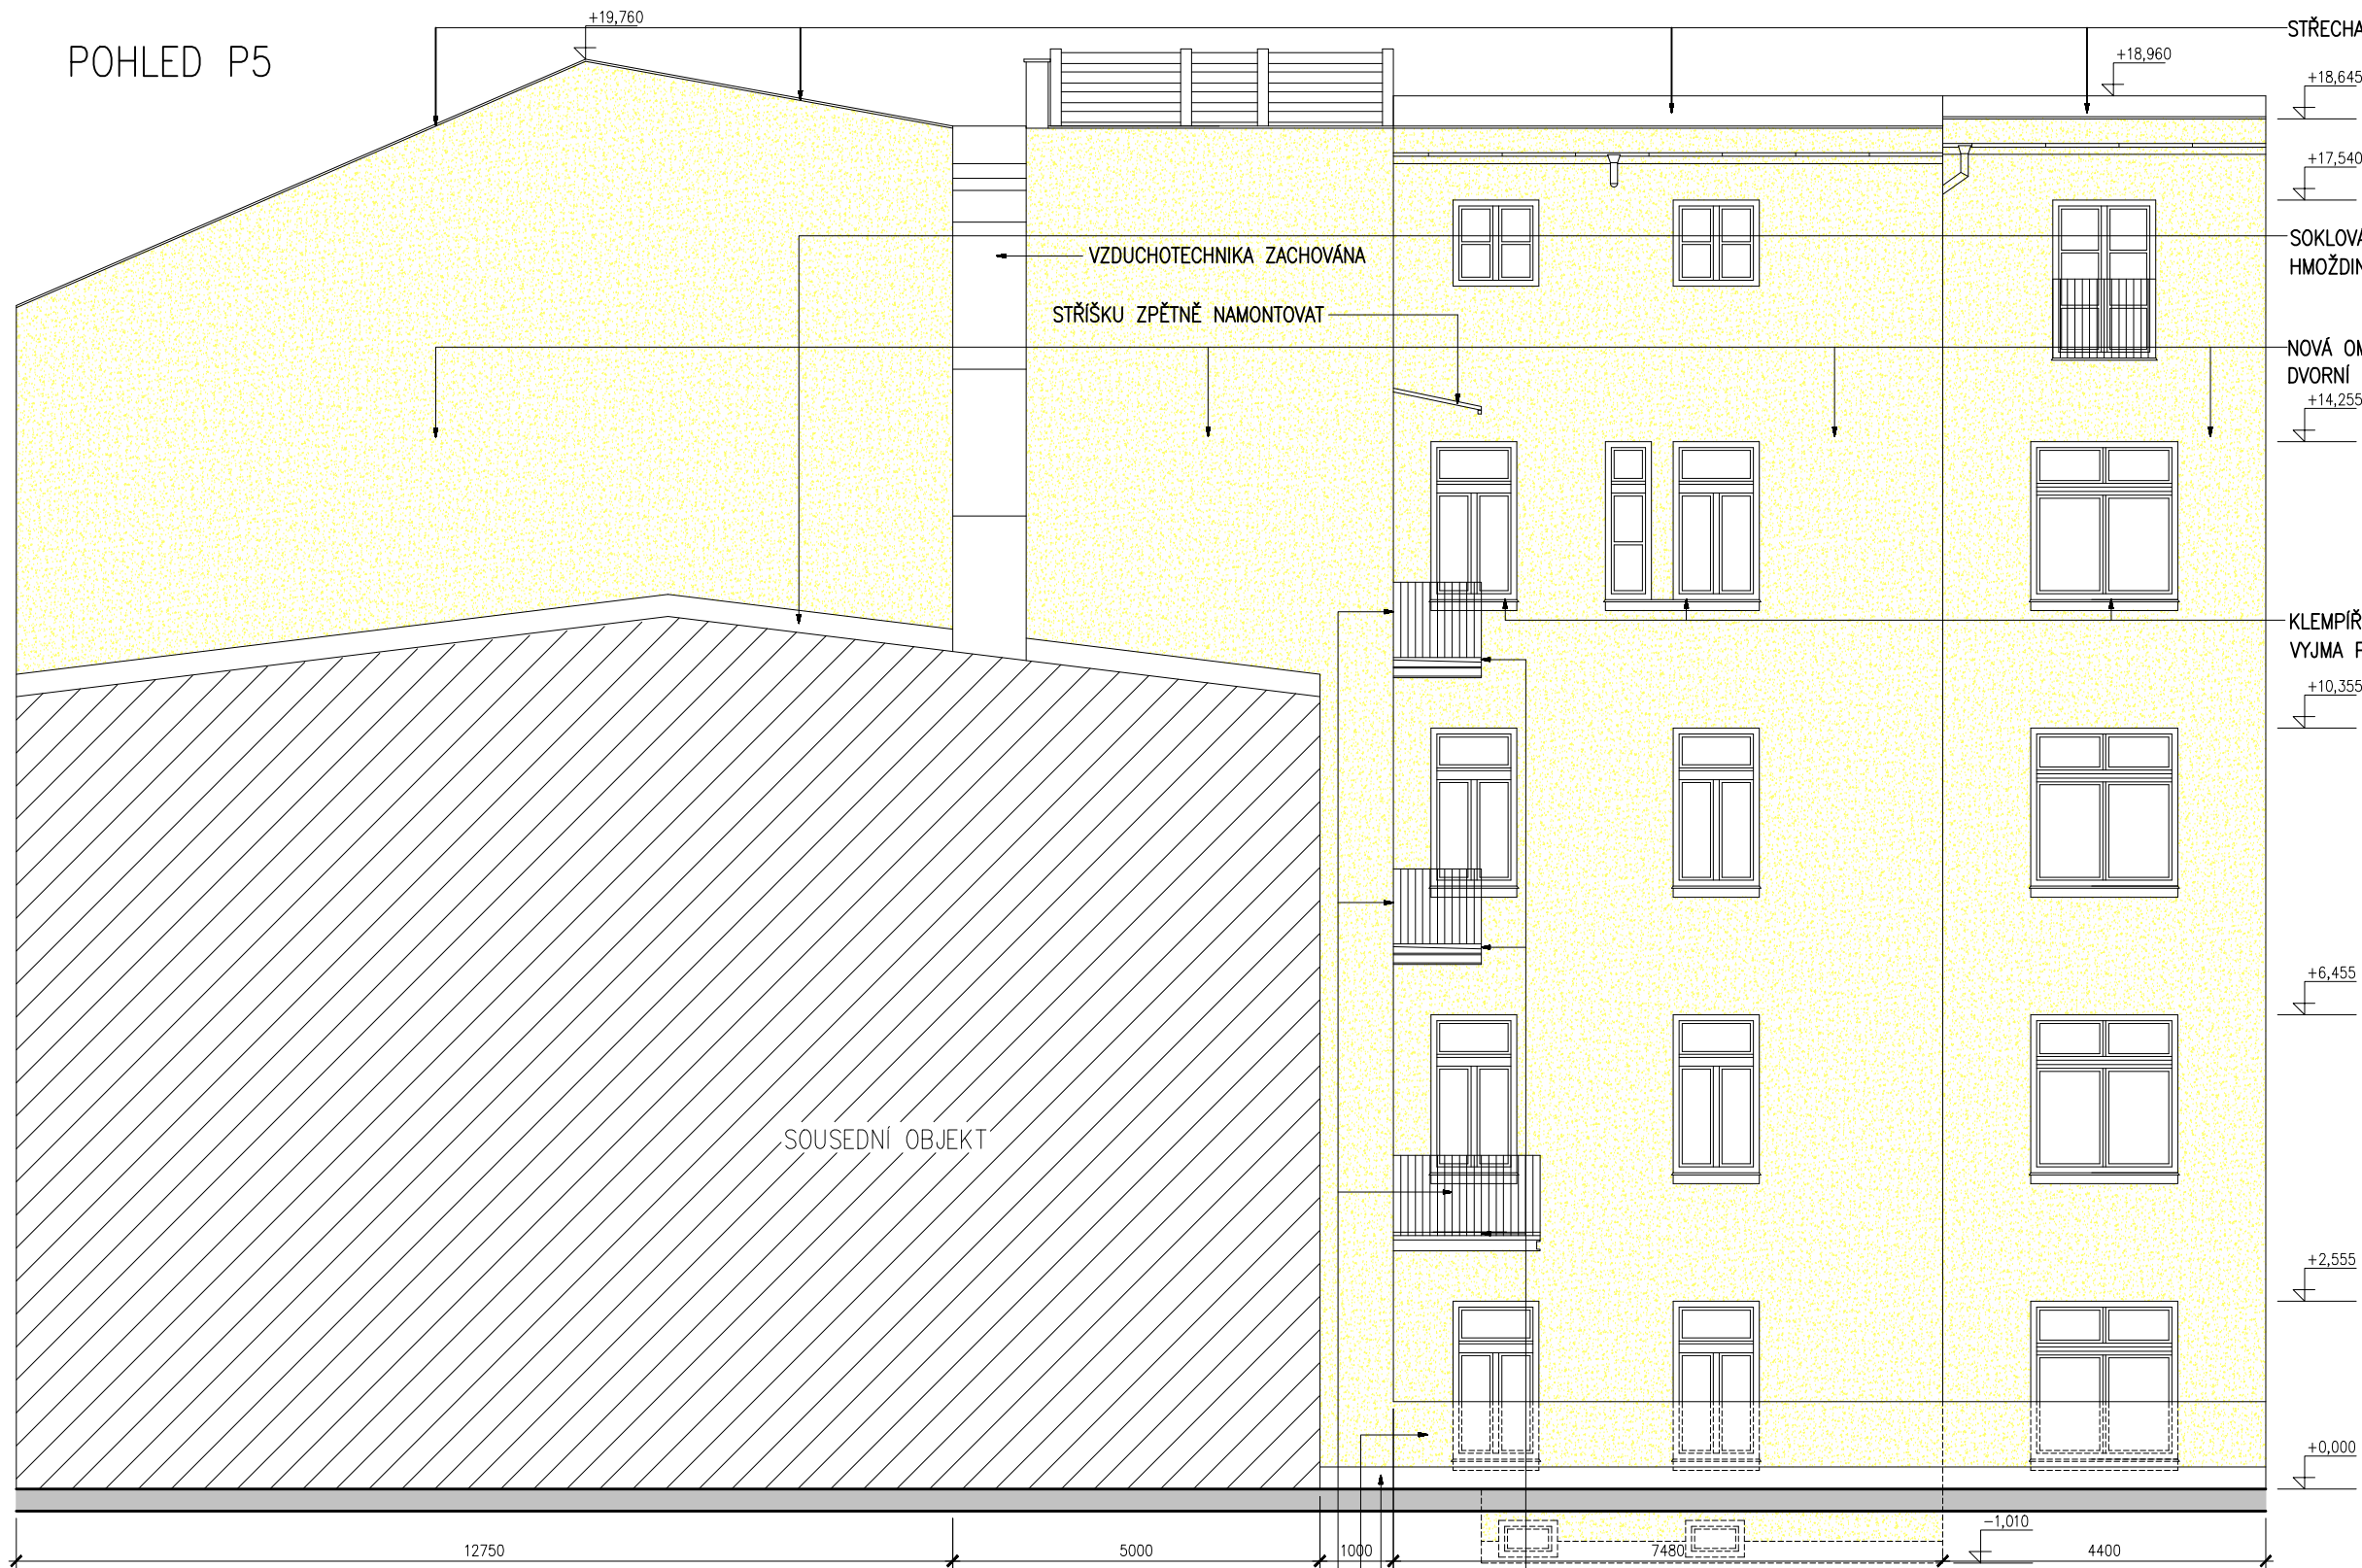 POHLED P5
+19,760
STŘECHA
+18,960
+18,645
+17,540
SOKLOVÁ
HMOŽDIN
VZDUCHOTECHNIKA ZACHOVÁNA
STŘÍŠKU ZPĚTNĚ NAMONTOVAT
NOVÁ OM
DVORNÍ
+14,255
KLEMPÍŘ
VYJMA P
+10,355
+6,455
SOUSEDNÍ OBJEKT
+2,555
+0,000
-1,010
12750
5000
1000
7480
4400